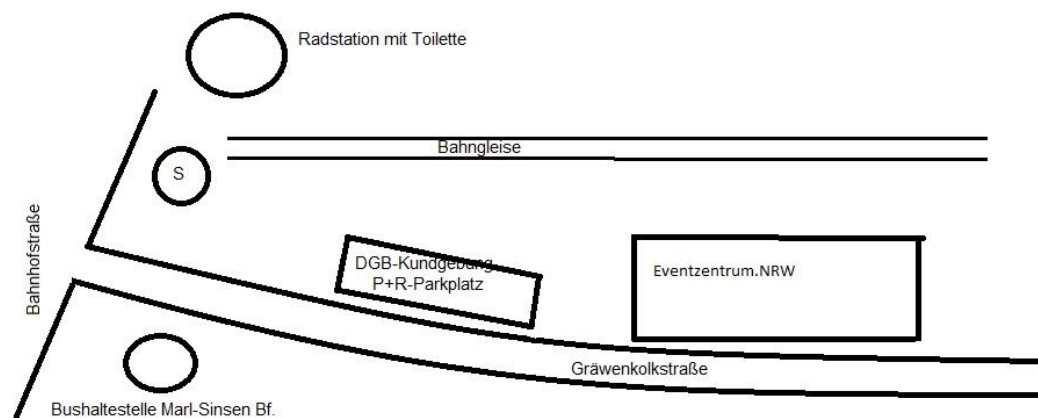 Radstation mit Toilette
Bahngleise
S
Bahnhofstraße
DGB-Kundgebung
P+R-Parkplatz
Eventzentrum.NRW
Gräwenkolkstraße
Bushaltestelle Marl-Sinsen Bf.